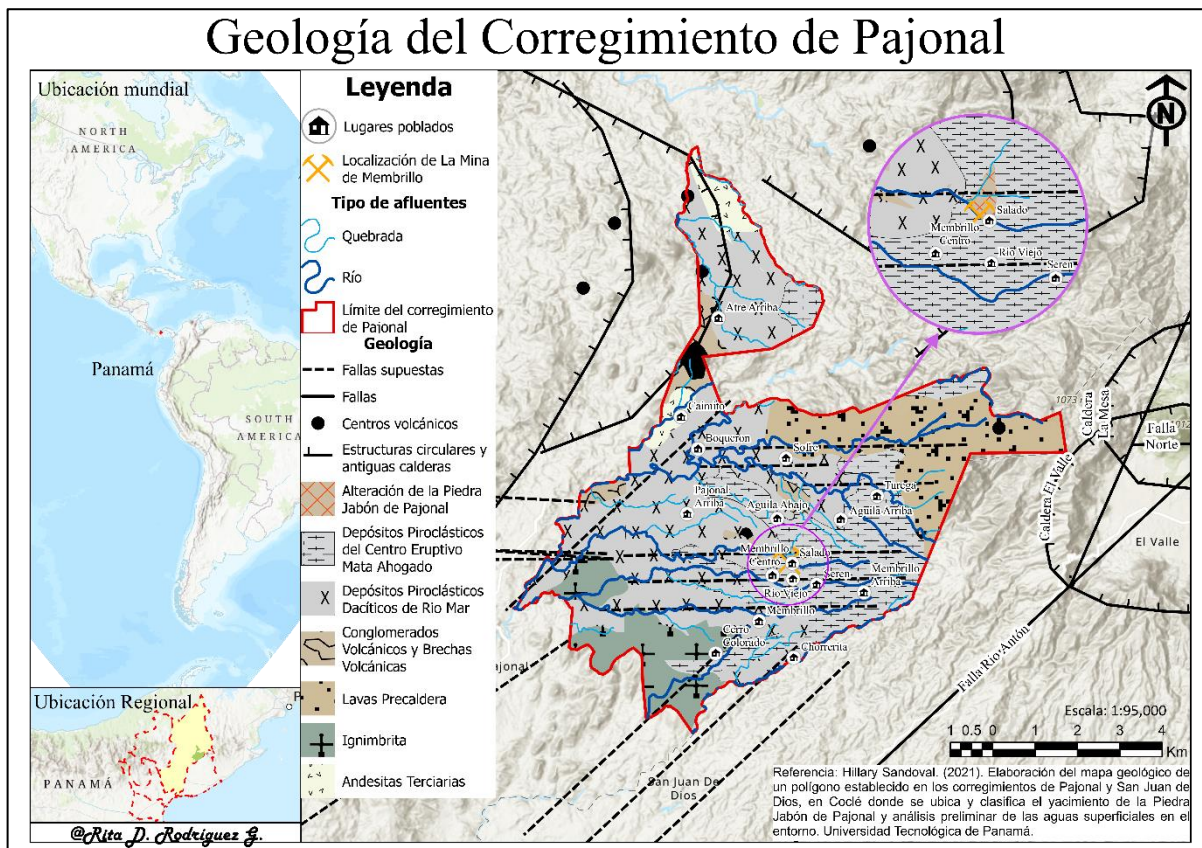 Geología del Corregimiento de Pajonal
Ubicación mundial
NORTH
AMERICA
Panamá
SOUTH
AMERICA
Ubicación Regional
PANAMÁ
P
@Rita D. Rodríguez G.
Leyenda
Lugares poblados
Localización de La Mina
de Membrillo
Tipo de afluentes
Quebrada
Río
Límite del corregimiento
de Pajonal
Geología
Fallas supuestas
Fallas
Centros volcánicos
Estructuras circulares y
antiguas calderas
Alteración de la Piedra
Jabón de Pajonal
Depósitos Piroclásticos
del Centro Eruptivo
Mata Ahogado
Depósitos Piroclásticos
Dacíticos de Río Mar
Conglomerados
Volcánicos y Brechas
Volcánicas
Lavas Precaldera
Ignimbrita
Andesitas Terciarias
N
Salado
Membrillo
Centro
Río Viejo
Seren
Atre Arriba
Caimito
Boqueron
Sofre
Turega
Pajonal
Arriba
Aguila Abajo
Aguila Arriba
Membrillo
Centro
Salado
Seren
Membrillo
Arriba
Río Viejo
Membrillo
Cerro
Colorado
Chorrerita
ajonal
San Juan De
Dios
1073
Caldera
La Mesa
Falla
Norte
Caldera El Valle
El Valle
Falla Río Antón
Escala: 1:95,000
1 0.5 0 1 2 3 4
Km
Referencia: Hillary Sandoval. (2021). Elaboración del mapa geológico de
un polígono establecido en los corregimientos de Pajonal y San Juan de
Dios, en Coclé donde se ubica y clasifica el yacimiento de la Piedra
Jabón de Pajonal y análisis preliminar de las aguas superficiales en el
entorno. Universidad Tecnológica de Panamá.